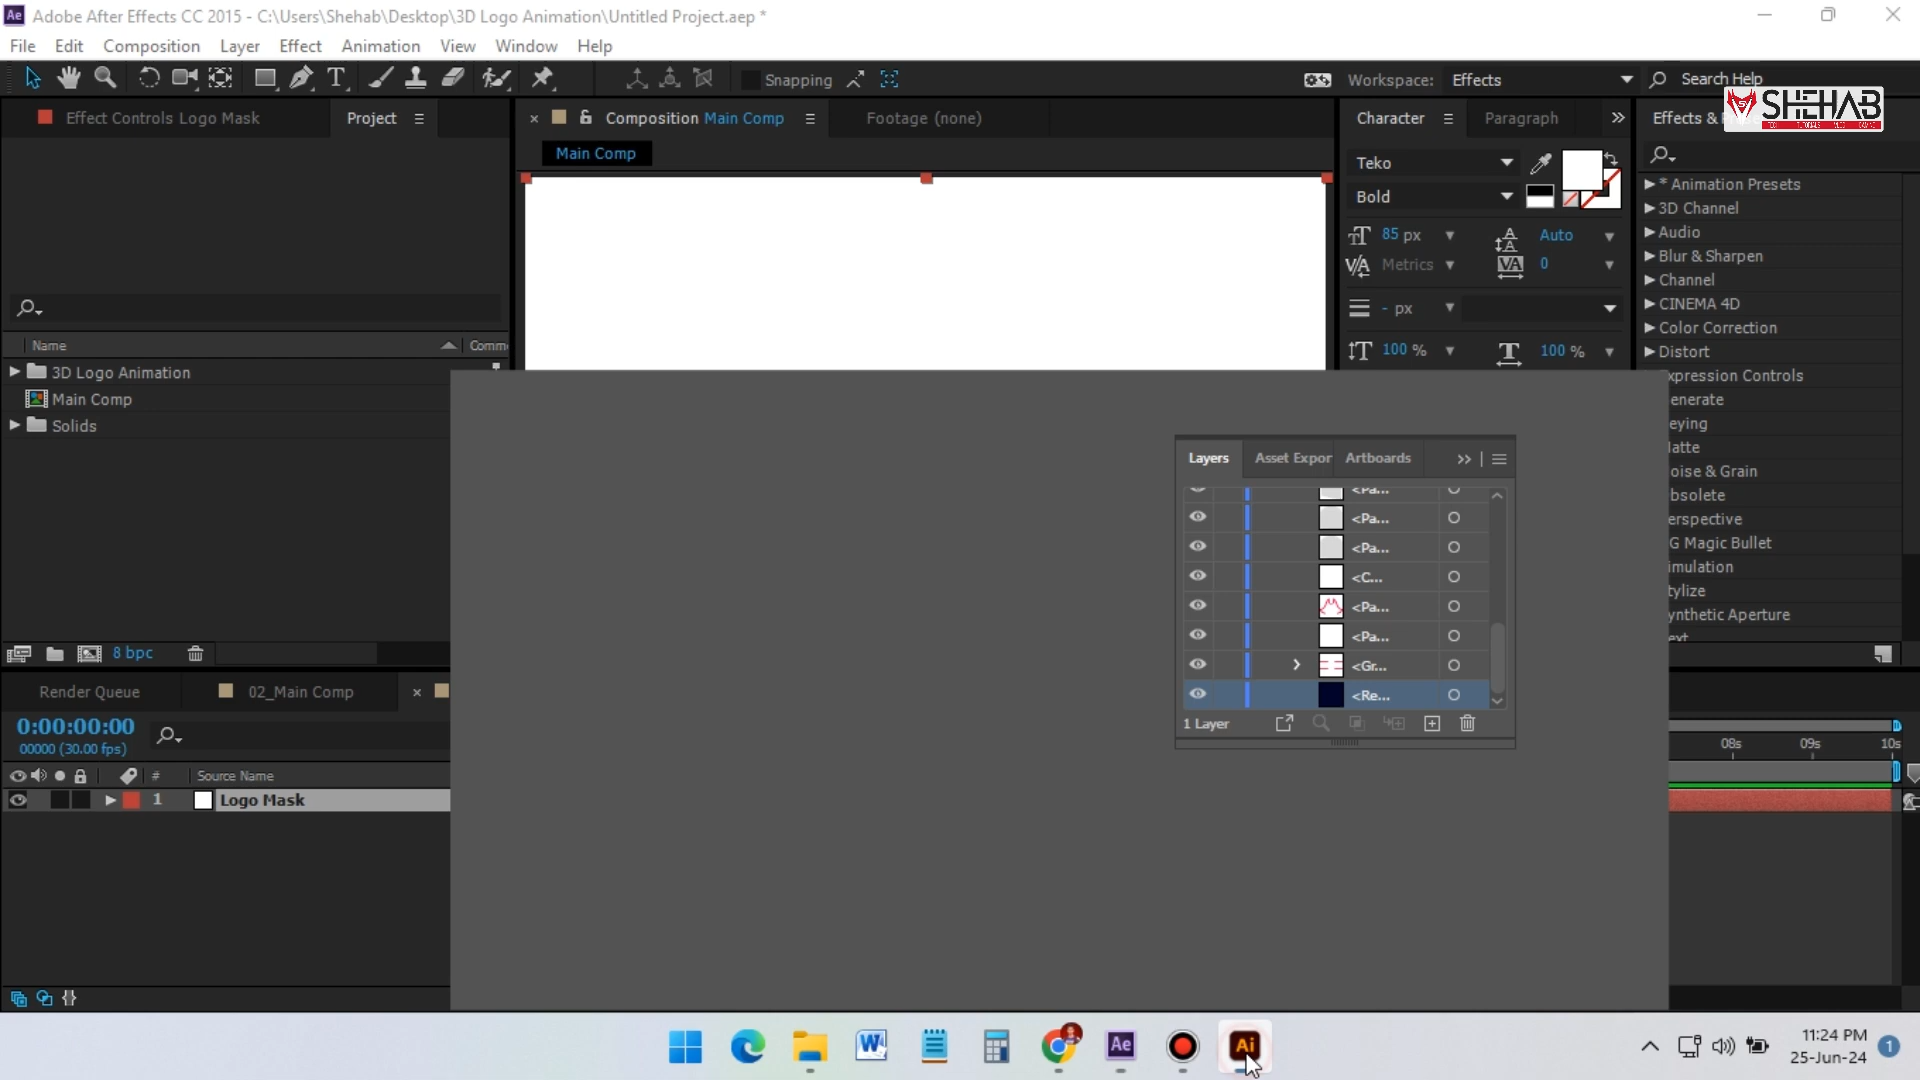 Ae Adobe After Effects CC 2015 - C:\Users\Shehab\Desktop\3D Logo Animation\Untitled Project.aep *
File Edit Composition Layer Effect Animation View Window Help
Snapping Workspace: Effects Search Help
SHEHAB
Effect Controls Logo Mask Project Composition Main Comp Footage (none) Character Paragraph Effects &
Main Comp
Teko
Bold
85 px Auto
Metrics 0
- px
100 % 100 %
* Animation Presets
3D Channel
Audio
Blur & Sharpen
Channel
CINEMA 4D
Color Correction
Distort
xpression Controls
enerate
eying
latte
oise & Grain
bsolete
erspective
G Magic Bullet
imulation
tylize
ynthetic Aperture
ext
Name Comm
3D Logo Animation
Main Comp
Solids
8 bpc
Layers Asset Expor Artboards
<Pa...
<Pa...
<Pa...
<C...
<Pa...
<Pa...
<Gr...
<Re...
1 Layer
Render Queue 02_Main Comp
0:00:00:00
00000 (30.00 fps)
# Source Name
1 Logo Mask
08s 09s 10s
Ae Ai
11:24 PM
25-Jun-24
1